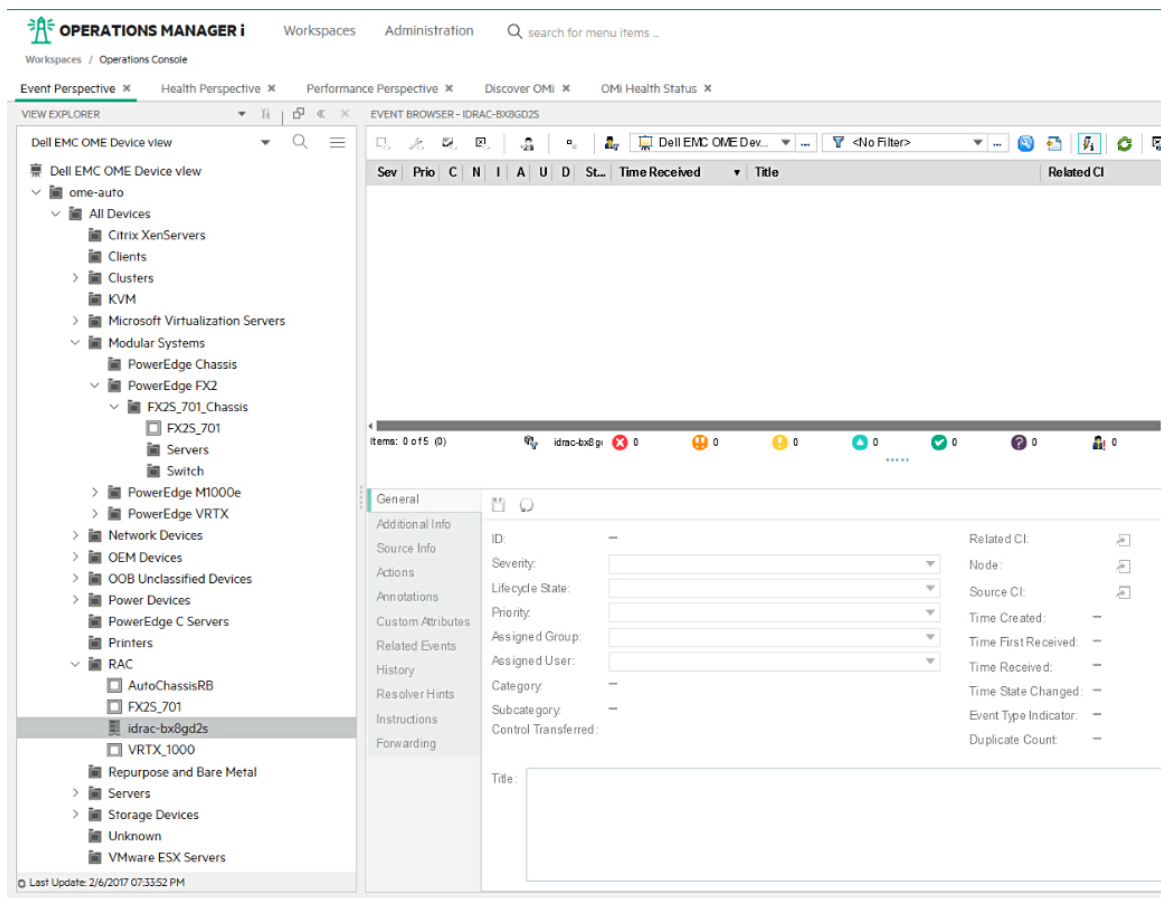 OPERATIONS MANAGER i Workspaces Administration search for menu items ...
Workspaces / Operations Console
Event Perspective × Health Perspective × Performance Perspective × Discover OMi × OMi Health Status ×
VIEW EXPLORER
Dell EMC OME Device view
Dell EMC OME Device view
ome-auto
All Devices
Citrix XenServers
Clients
Clusters
KVM
Microsoft Virtualization Servers
Modular Systems
PowerEdge Chassis
PowerEdge FX2
FX2S_701_Chassis
FX2S_701
Servers
Switch
PowerEdge M1000e
PowerEdge VRTX
Network Devices
OEM Devices
OOB Unclassified Devices
Power Devices
PowerEdge C Servers
Printers
RAC
AutoChassisRB
FX2S_701
idrac-bx8gd2s
VRTX_1000
Repurpose and Bare Metal
Servers
Storage Devices
Unknown
VMware ESX Servers
Last Update: 2/6/2017 07:33:52 PM
EVENT BROWSER - IDRAC-BX8GD2S
Dell EMC OME Dev... ... <No Filter> ...
Sev Prio C N I A U D St... Time Received Title Related CI
Items: 0 of 5 (0) idrac-bx8g 0 0 0 0 0 0 0
General
Additional Info
Source Info
Actions
Annotations
Custom Attributes
Related Events
History
Resolver Hints
Instructions
Forwarding
ID: –
Severity:
Lifecycle State:
Priority:
Assigned Group:
Assigned User:
Category: –
Subcategory: –
Control Transferred:
Title:
Related CI:
Node:
Source CI:
Time Created: –
Time First Received: –
Time Received: –
Time State Changed: –
Event Type Indicator: –
Duplicate Count: –